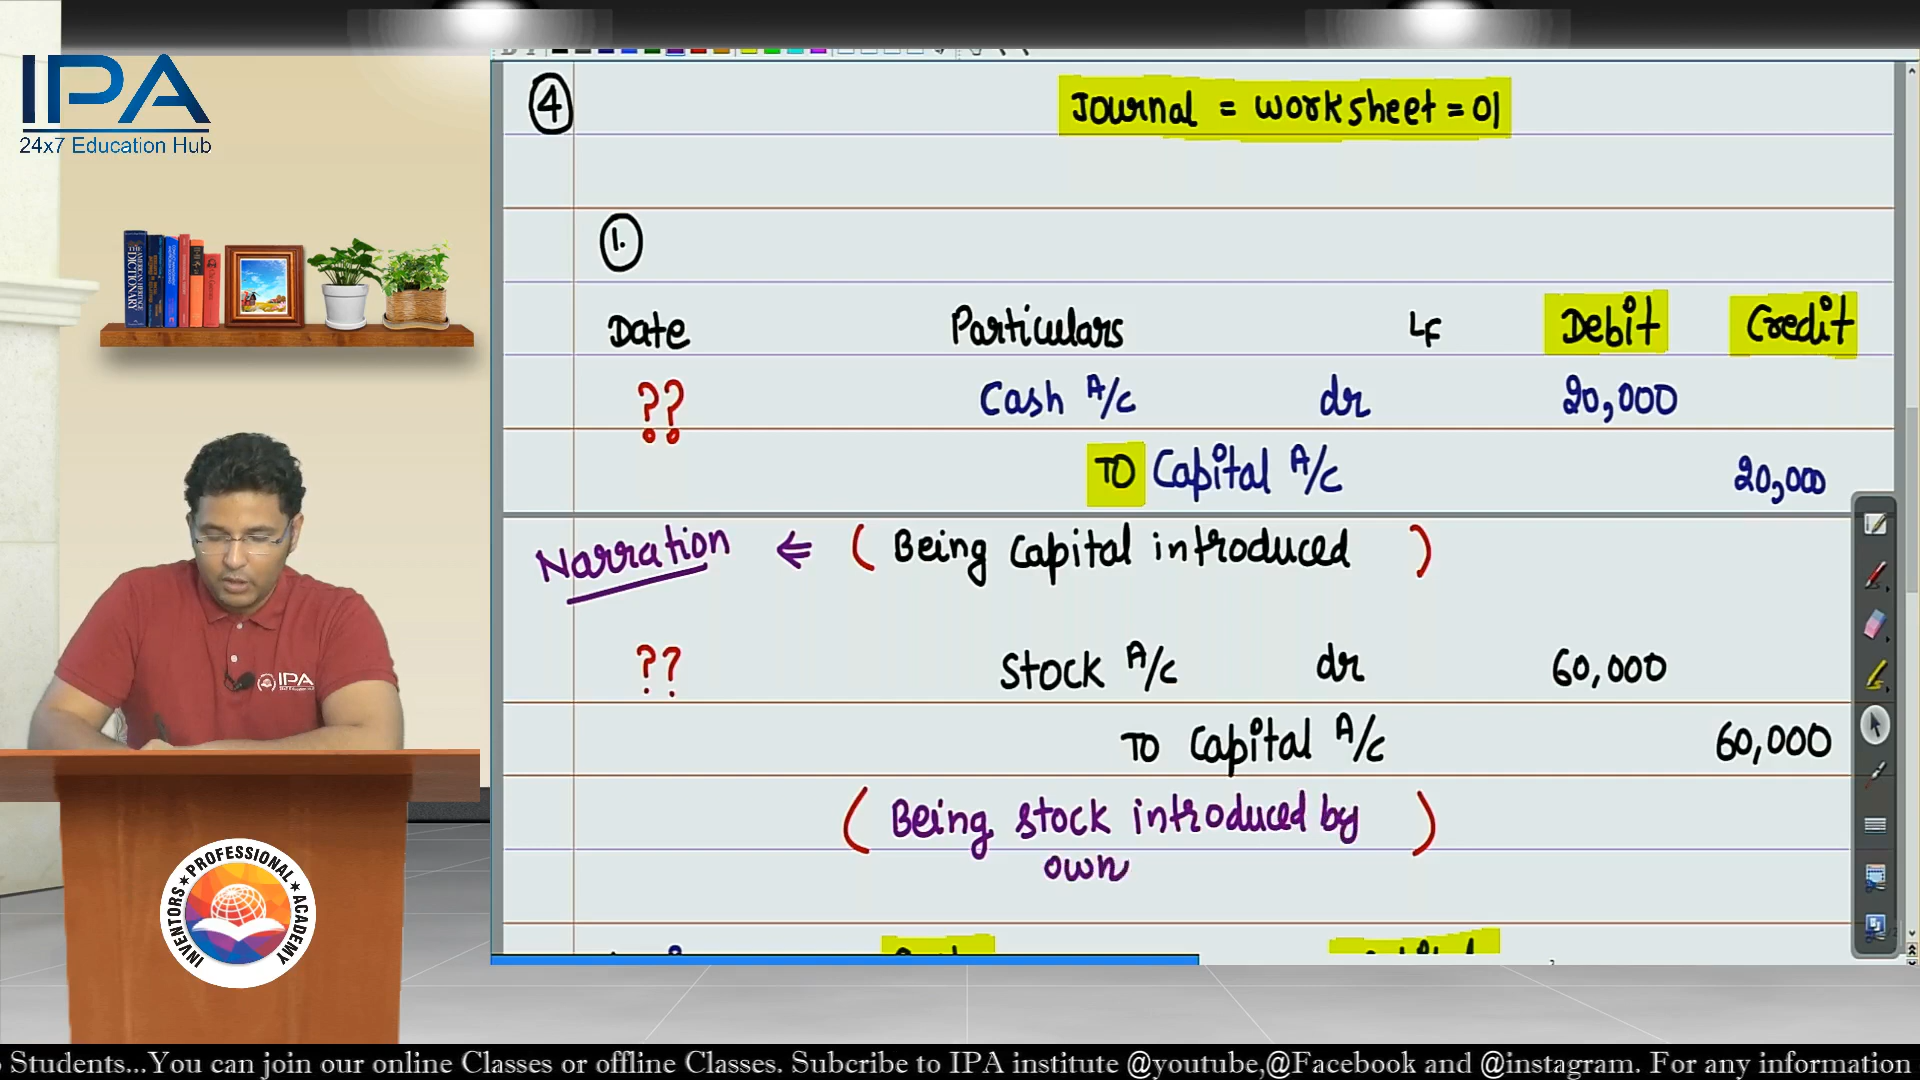 IPA
24x7 Education Hub
4
Journal = worksheet = 01
1.
Date Particulars LF Debit Credit
?? Cash A/c dr 20,000
TO Capital A/c 20,000
Narration ⇐ ( Being Capital introduced )
?? Stock A/c dr 60,000
TO Capital A/c 60,000
( Being stock introduced by
own )
IPA
INVENTORS ★ PROFESSIONAL ★ ACADEMY
Students...You can join our online Classes or offline Classes. Subcribe to IPA institute @youtube,@Facebook and @instagram. For any information